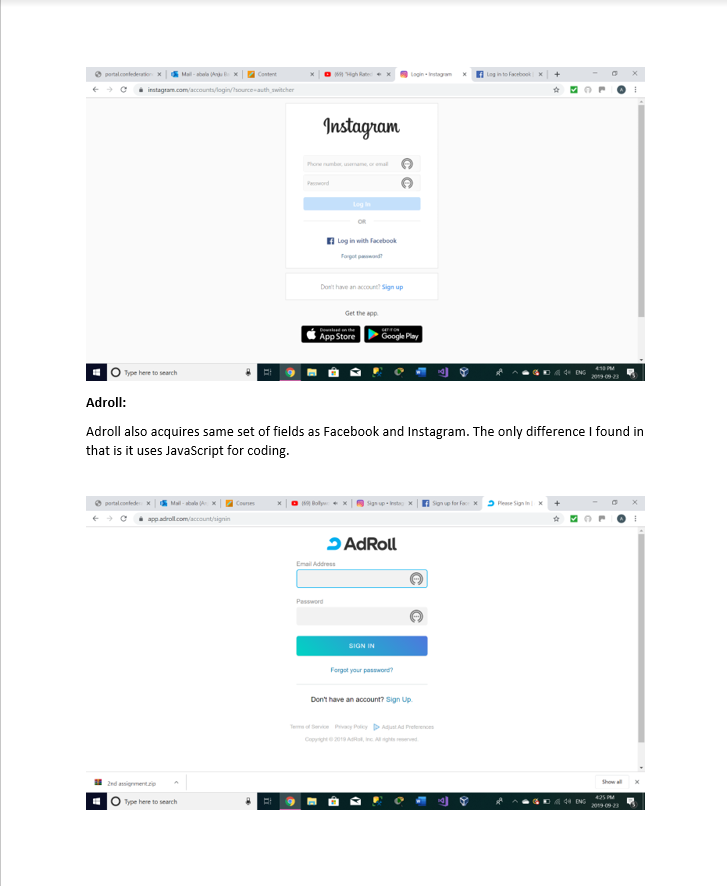 portal.confederation Mail - abala (Anju B Content (69) "High Rated Login • Instagram Log in to Facebook
instagram.com/accounts/login/?source=auth_switcher
Instagram
Phone number, username, or email
Password
Log In
OR
Log in with Facebook
Forgot password?
Don't have an account? Sign up
Get the app.
Download on the App Store GET IT ON Google Play
Type here to search ENG 4:10 PM
2019-09-23
Adroll:
Adroll also acquires same set of fields as Facebook and Instagram. The only difference I found in
that is it uses JavaScript for coding.
portal.confeder Mail - abala (A Courses (69) Bollyw Sign up • Instag Sign up for Fac Please Sign In |
app.adroll.com/account/signin
AdRoll
Email Address
Password
SIGN IN
Forgot your password?
Don't have an account? Sign Up.
Terms of Service Privacy Policy Adjust Ad Preferences
Copyright © 2019 AdRoll, Inc. All rights reserved.
2nd assignment.zip Show all
Type here to search ENG 4:25 PM
2019-09-23